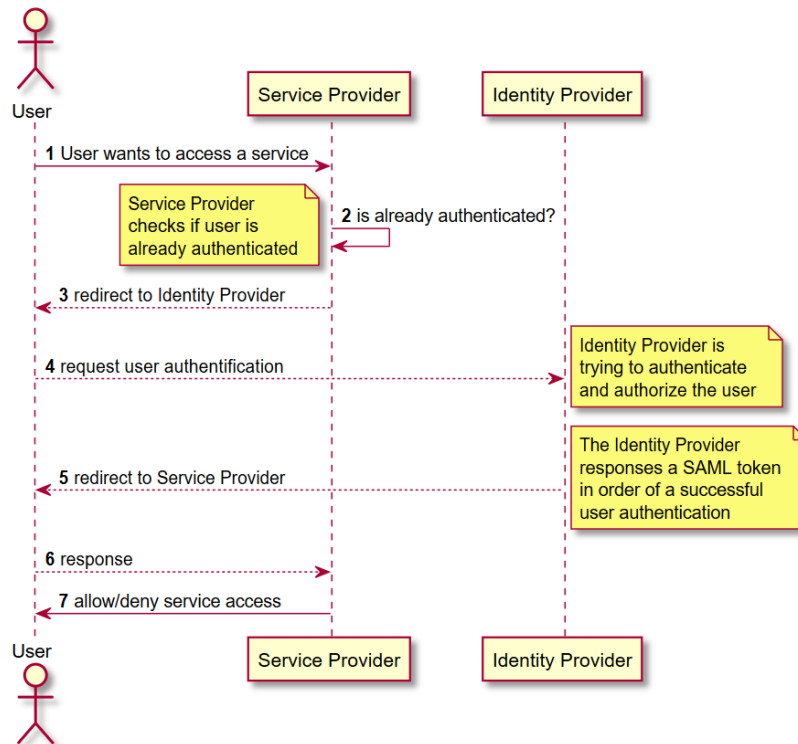 User
Service Provider
Identity Provider
1 User wants to access a service
Service Provider
checks if user is
already authenticated
2 is already authenticated?
3 redirect to Identity Provider
Identity Provider is
trying to authenticate
and authorize the user
4 request user authentification
The Identity Provider
responses a SAML token
in order of a successful
user authentication
5 redirect to Service Provider
6 response
7 allow/deny service access
User
Service Provider
Identity Provider